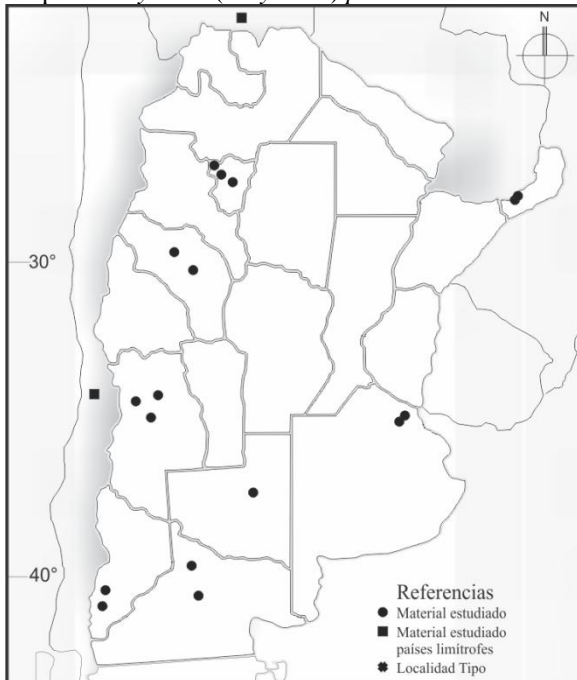 N
30°
40°
Referencias
Material estudiado
Material estudiado
países limítrofes
Localidad Tipo